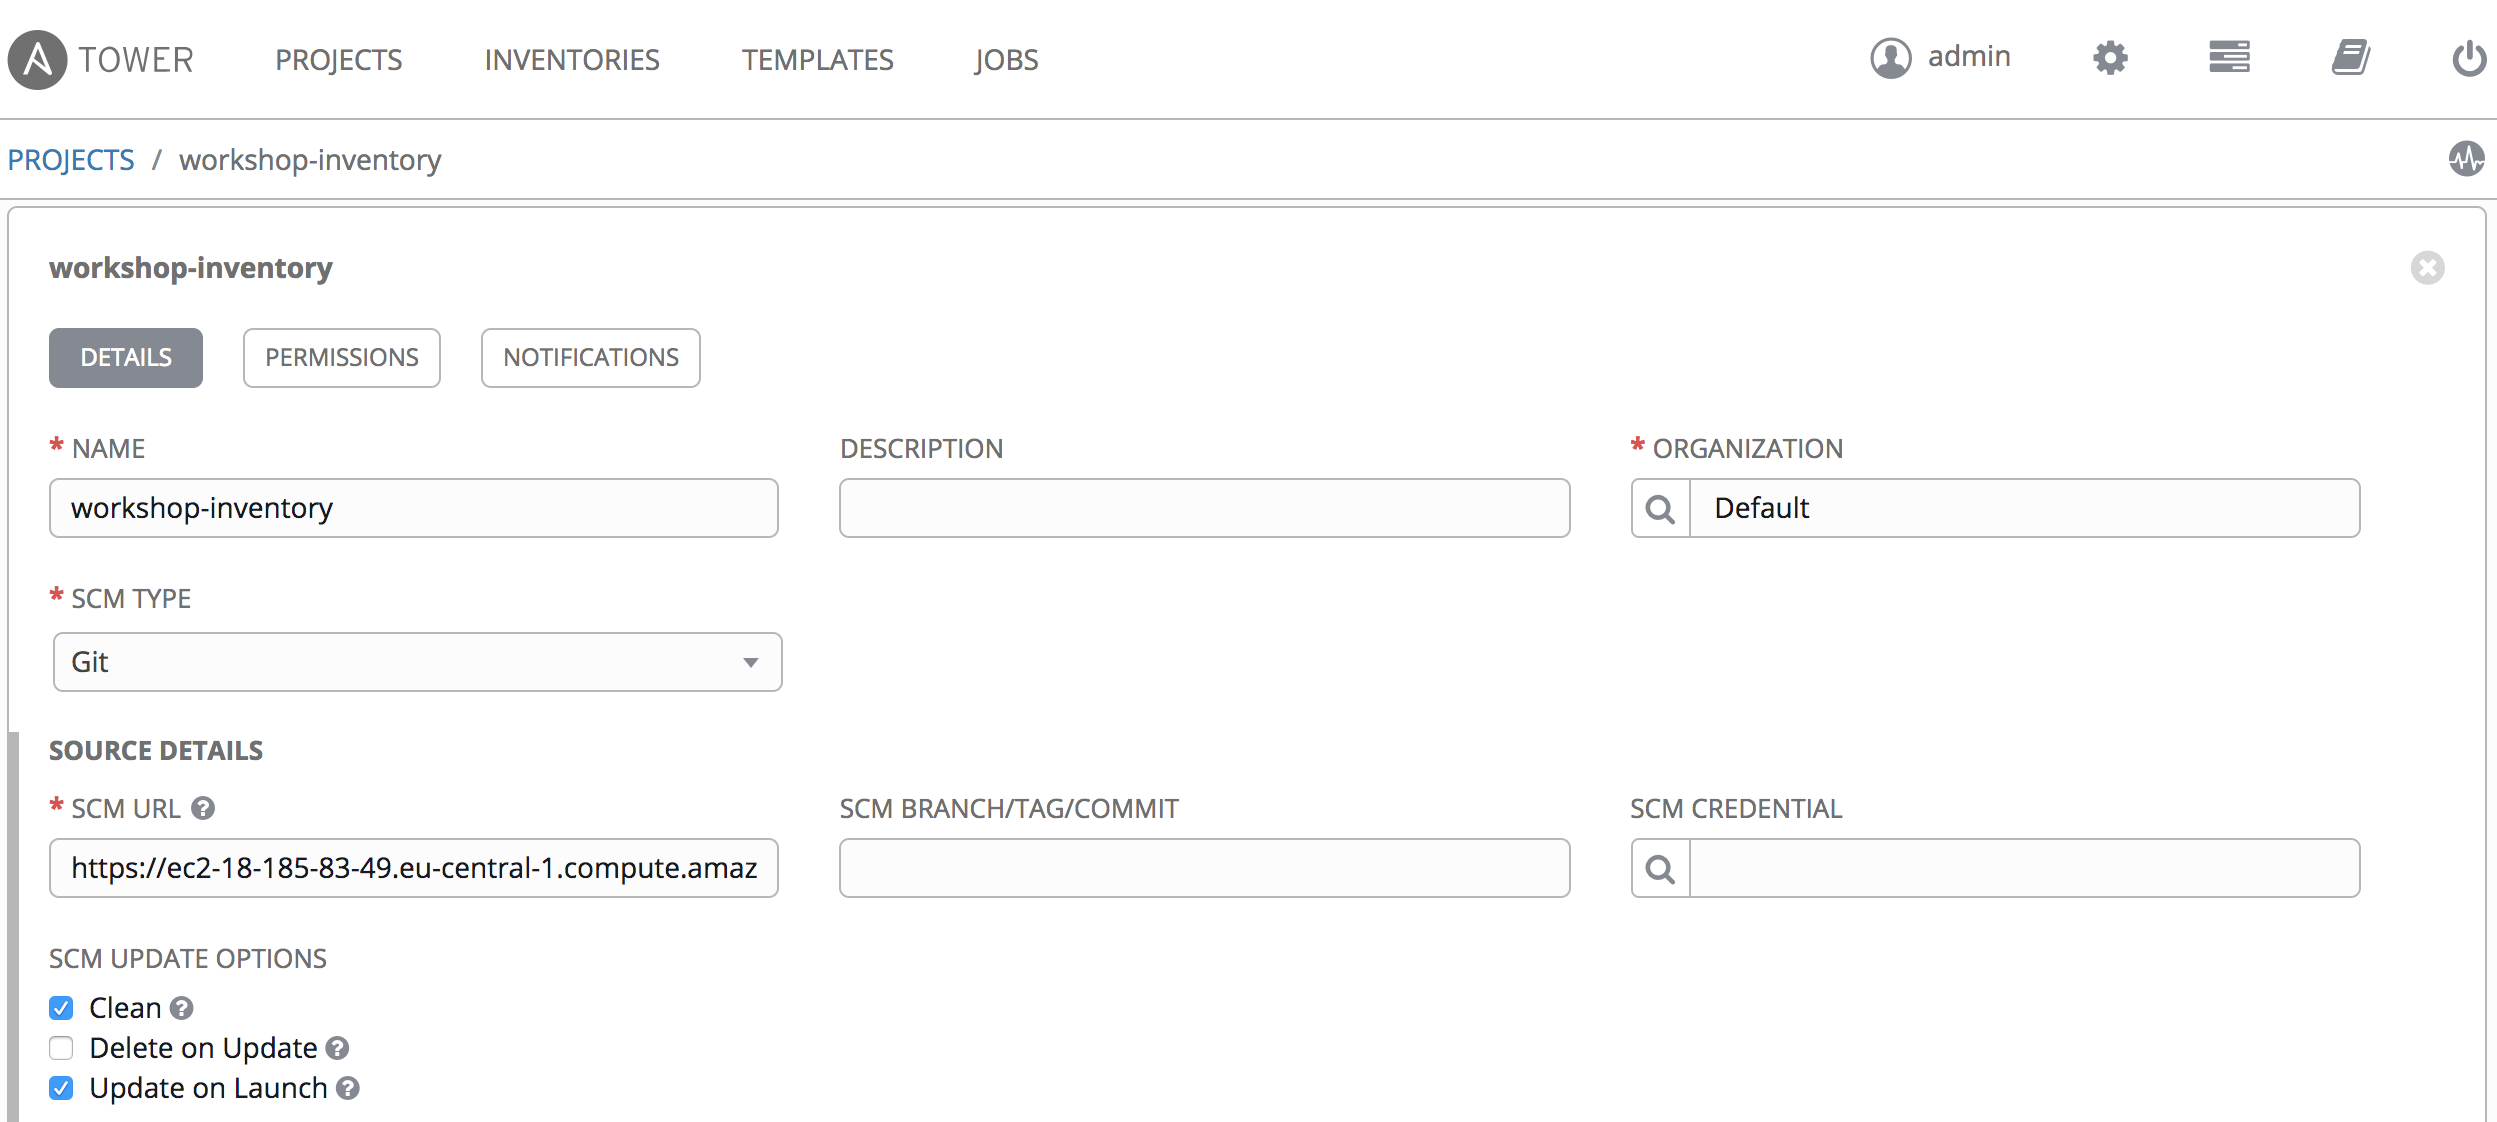 TOWER PROJECTS INVENTORIES TEMPLATES JOBS admin
PROJECTS / workshop-inventory
workshop-inventory
DETAILS PERMISSIONS NOTIFICATIONS
* NAME DESCRIPTION * ORGANIZATION
workshop-inventory Default
* SCM TYPE
Git
SOURCE DETAILS
* SCM URL ? SCM BRANCH/TAG/COMMIT SCM CREDENTIAL
https://ec2-18-185-83-49.eu-central-1.compute.amaz
SCM UPDATE OPTIONS
Clean ?
Delete on Update ?
Update on Launch ?